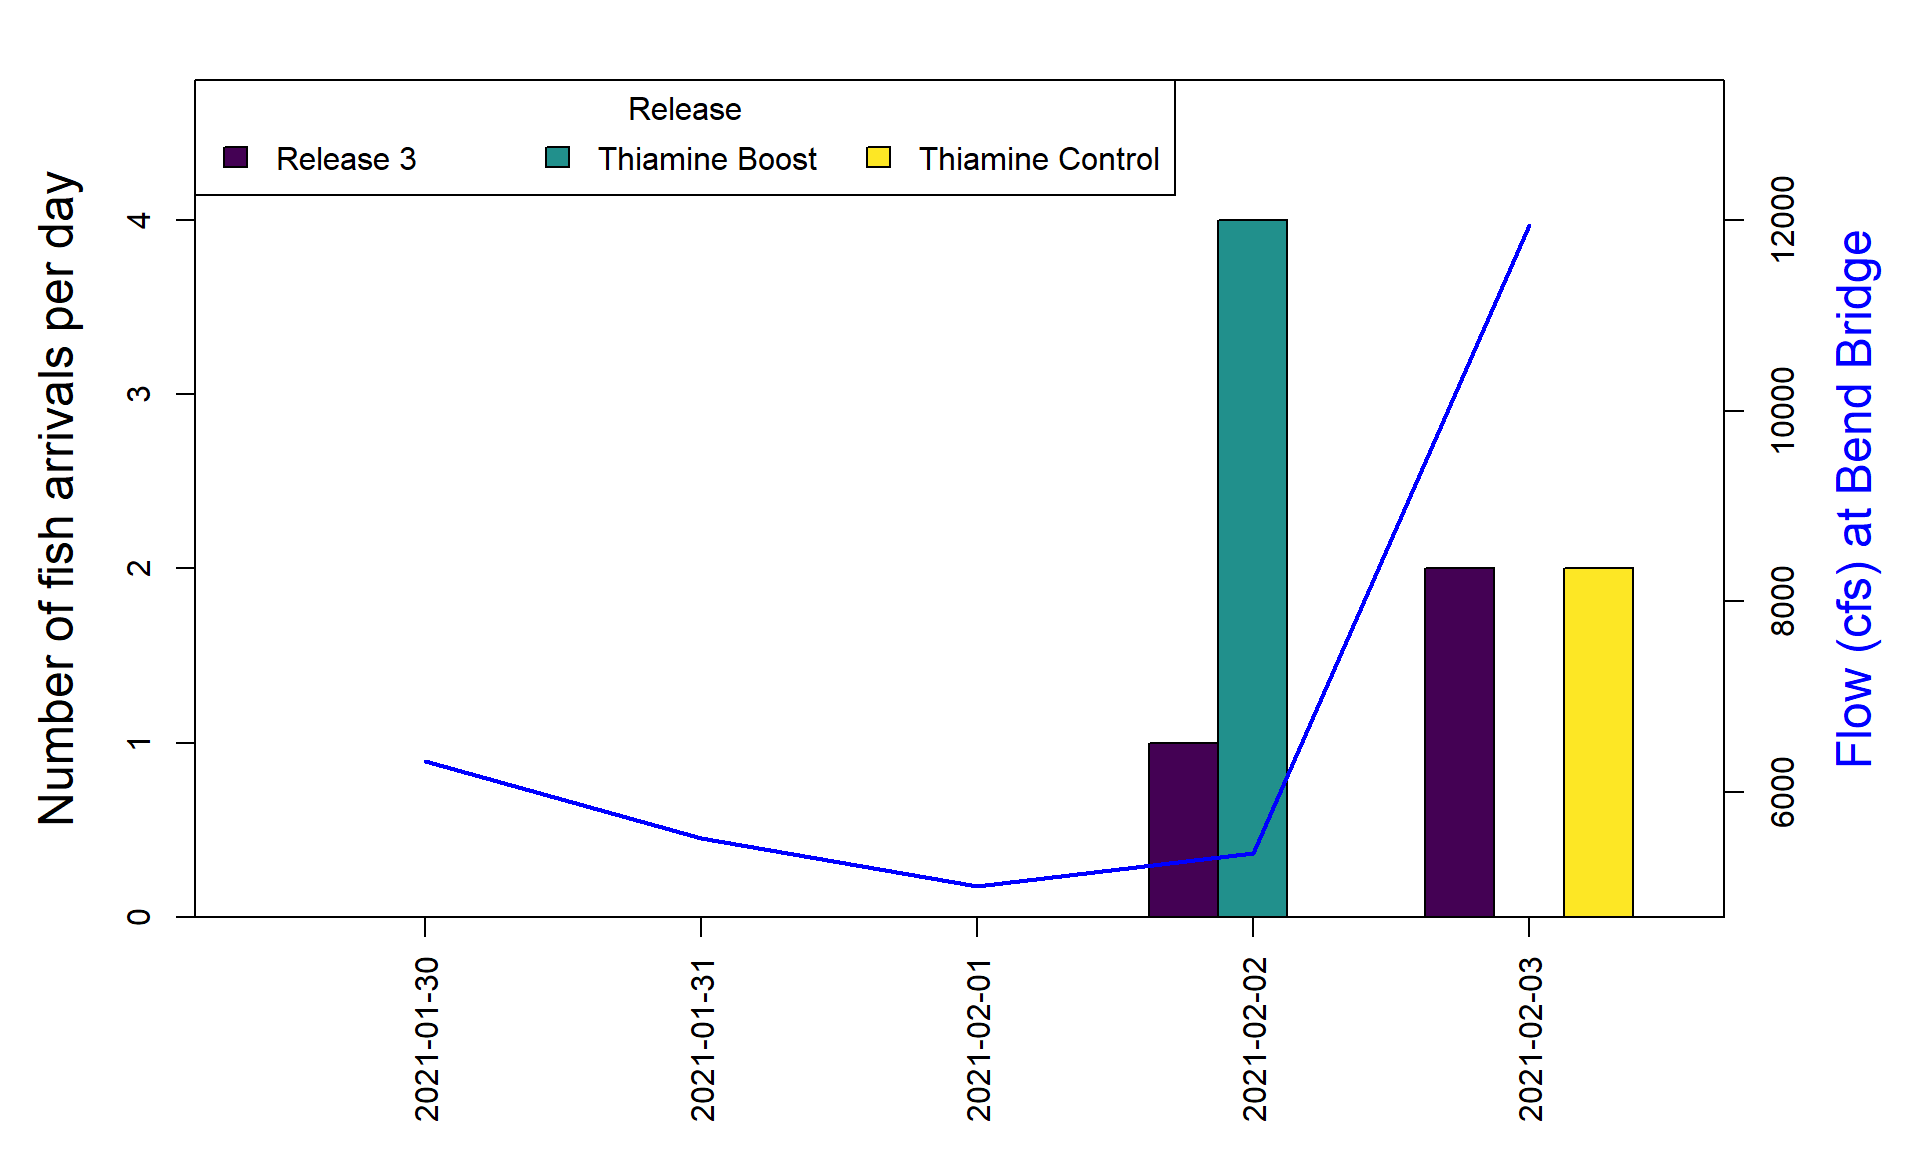 Release
Release 3
Thiamine Boost
Thiamine Control
Number of fish arrivals per day
4
3
2
1
0
12000
10000
8000
6000
Flow (cfs) at Bend Bridge
2021-01-30
2021-01-31
2021-02-01
2021-02-02
2021-02-03